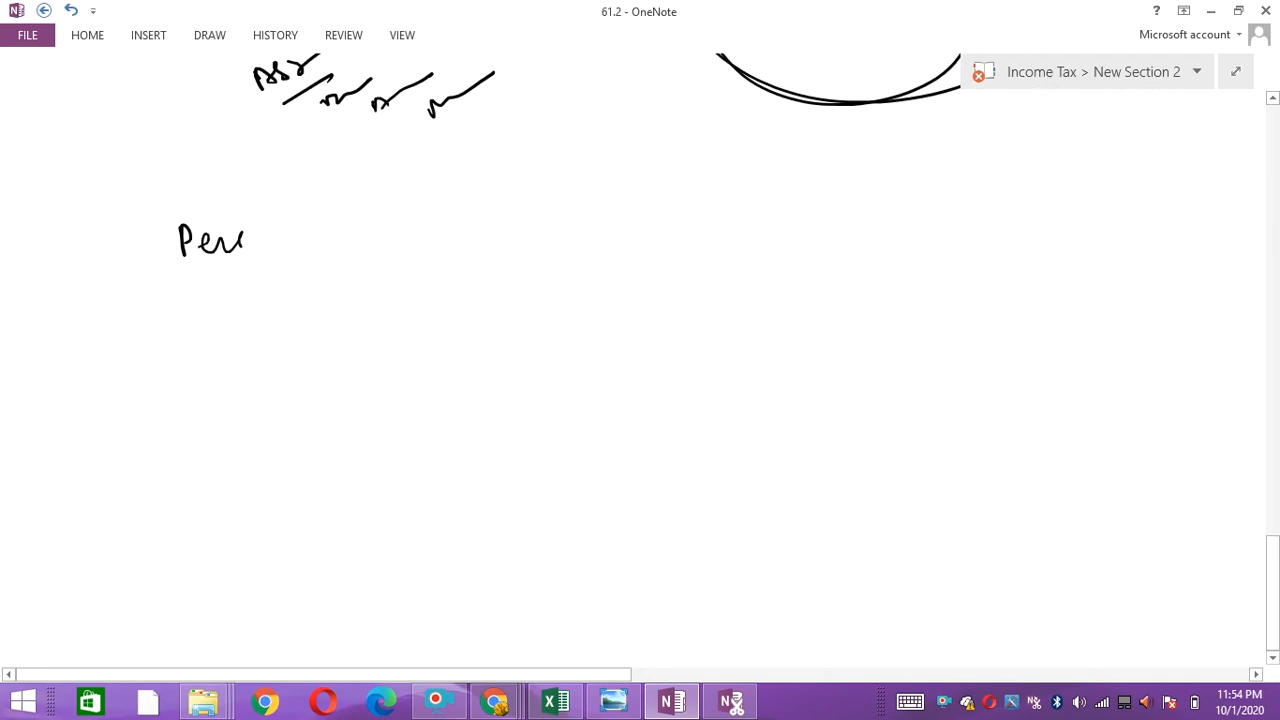 61.2 - OneNote
?
FILE HOME INSERT DRAW HISTORY REVIEW VIEW
Microsoft account
Income Tax > New Section 2
11:54 PM
10/1/2020